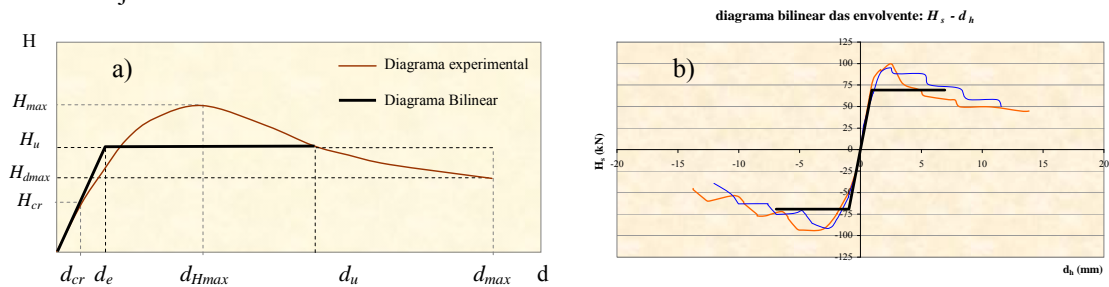 diagrama bilinear das envolvente: H_s - d_h
H
a)
Diagrama experimental
Diagrama Bilinear
H_max
H_u
H_dmax
H_cr
d_cr
d_e
d_Hmax
d_u
d_max
d
b)
H_s (kN)
125
100
75
50
25
0
-25
-50
-75
-100
-125
-20
-15
-10
-5
0
5
10
15
20
d_h (mm)